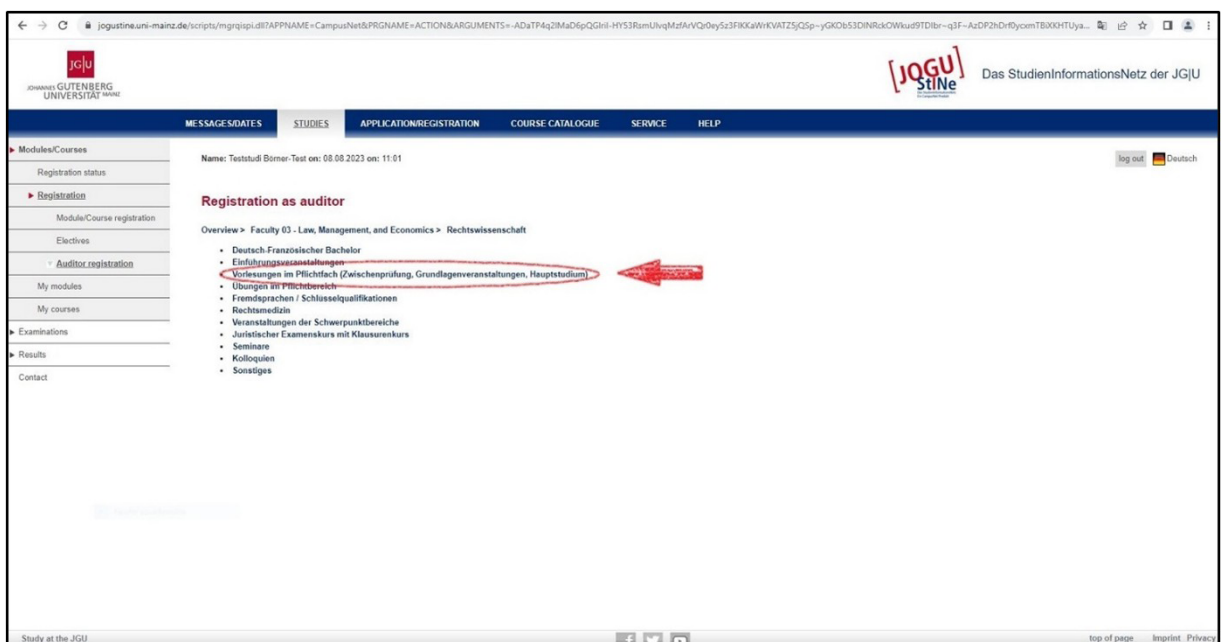 jogustine.uni-mainz.de/scripts/mgrqispi.dll?APPNAME=CampusNet&PRGNAME=ACTION&ARGUMENTS=
JG|U
JOHANNES GUTENBERG
UNIVERSITÄT MAINZ
JOGU
StINe
Das StudienInformationsNetz der JG|U
MESSAGES/DATES STUDIES APPLICATION/REGISTRATION COURSE CATALOGUE SERVICE HELP
Modules/Courses
Registration status
Registration
Module/Course registration
Electives
Auditor registration
My modules
My courses
Examinations
Results
Contact
Name: Teststudi Börner-Test on: 08.08.2023 on: 11:01
log out Deutsch
Registration as auditor
Overview > Faculty 03 - Law, Management, and Economics > Rechtswissenschaft
• Deutsch-Französischer Bachelor
• Einführungsveranstaltungen
• Vorlesungen im Pflichtfach (Zwischenprüfung, Grundlagenveranstaltungen, Hauptstudium)
• Übungen im Pflichtbereich
• Fremdsprachen / Schlüsselqualifikationen
• Rechtsmedizin
• Veranstaltungen der Schwerpunktbereiche
• Juristischer Examenskurs mit Klausurenkurs
• Seminare
• Kolloquien
• Sonstiges
Study at the JGU
top of page Imprint Privacy